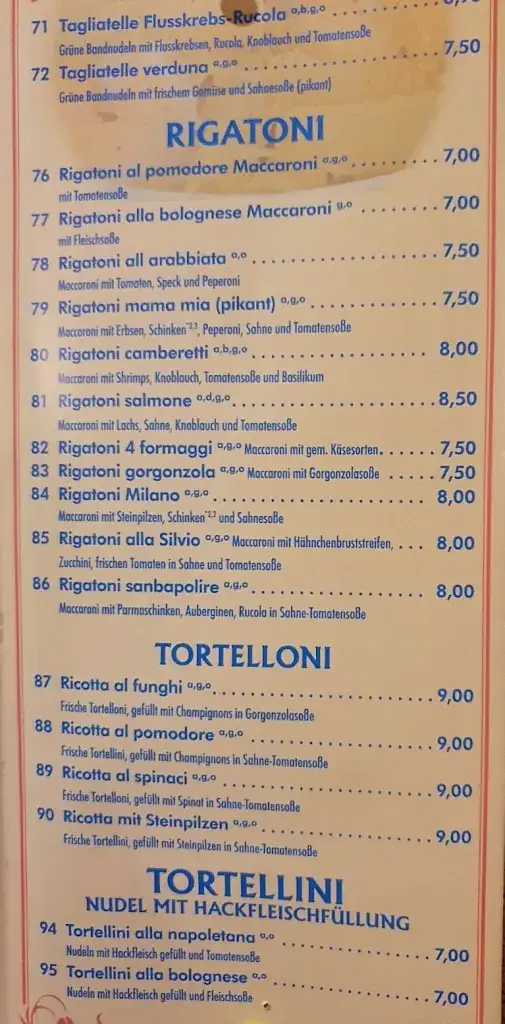 71 Tagliatelle Flusskrebs-Rucola a,b,g,o
Grüne Bandnudeln mit Flusskrebsen, Rucola, Knoblauch und Tomatensoße
72 Tagliatelle verduna a,g,o 7,50
Grüne Bandnudeln mit frischem Gemüse und Sahnesoße (pikant)
RIGATONI
76 Rigatoni al pomodore Maccaroni a,g,o 7,00
mit Tomatensoße
77 Rigatoni alla bolognese Maccaroni g,o 7,00
mit Fleischsoße
78 Rigatoni all arabbiata a,o 7,50
Maccaroni mit Tomaten, Speck und Peperoni
79 Rigatoni mama mia (pikant) a,g,o 7,50
Maccaroni mit Erbsen, Schinken*2,3, Peperoni, Sahne und Tomatensoße
80 Rigatoni camberetti a,b,g,o 8,00
Maccaroni mit Shrimps, Knoblauch, Tomatensoße und Basilikum
81 Rigatoni salmone a,d,g,o 8,50
Maccaroni mit Lachs, Sahne, Knoblauch und Tomatensoße
82 Rigatoni 4 formaggi a,g,o Maccaroni mit gem. Käsesorten 7,50
83 Rigatoni gorgonzola a,g,o Maccaroni mit Gorgonzolasoße 7,50
84 Rigatoni Milano a,g,o 8,00
Maccaroni mit Steinpilzen, Schinken*2,3 und Sahnesoße
85 Rigatoni alla Silvio a,g,o Maccaroni mit Hähnchenbruststreifen, 8,00
Zucchini, frischen Tomaten in Sahne und Tomatensoße
86 Rigatoni sanbapolire a,g,o 8,00
Maccaroni mit Parmaschinken, Auberginen, Rucola in Sahne-Tomatensoße
TORTELLONI
87 Ricotta al funghi a,g,o 9,00
Frische Tortelloni, gefüllt mit Champignons in Gorgonzolasoße
88 Ricotta al pomodore a,g,o 9,00
Frische Tortellini, gefüllt mit Champignons in Sahne-Tomatensoße
89 Ricotta al spinaci a,g,o 9,00
Frische Tortelloni, gefüllt mit Spinat in Sahne-Tomatensoße
90 Ricotta mit Steinpilzen a,g,o 9,00
Frische Tortellini, gefüllt mit Steinpilzen in Sahne-Tomatensoße
TORTELLINI
NUDEL MIT HACKFLEISCHFÜLLUNG
94 Tortellini alla napoletana a,o 7,00
Nudeln mit Hackfleisch gefüllt und Tomatensoße
95 Tortellini alla bolognese a,o 7,00
Nudeln mit Hackfleisch gefüllt und Fleischsoße